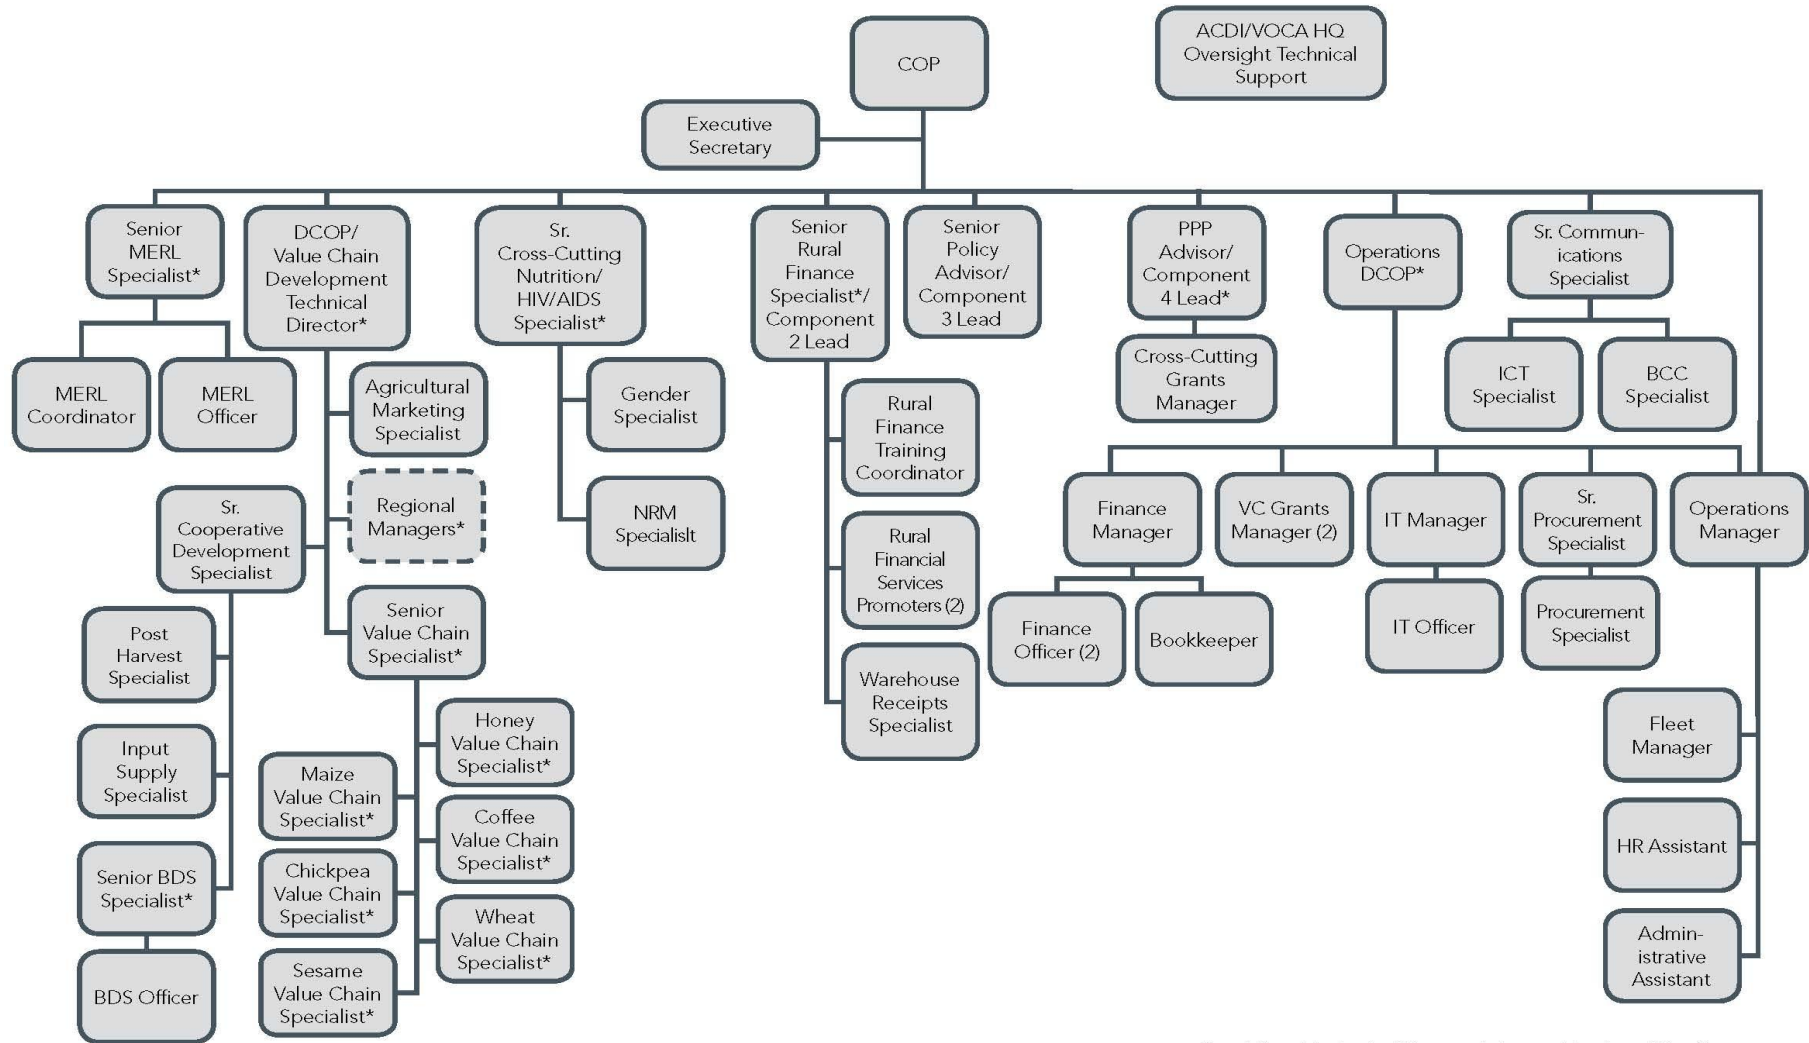 COP
ACDI/VOCA HQ
Oversight Technical
Support
Executive
Secretary
Senior
MERL
Specialist*
DCOP/
Value Chain
Development
Technical
Director*
Sr.
Cross-Cutting
Nutrition/
HIV/AIDS
Specialist*
Senior
Rural
Finance
Specialist*/
Component
2 Lead
Senior
Policy
Advisor/
Component
3 Lead
PPP
Advisor/
Component
4 Lead*
Operations
DCOP*
Sr. Commun-
ications
Specialist
MERL
Coordinator
MERL
Officer
Agricultural
Marketing
Specialist
Gender
Specialist
Cross-Cutting
Grants
Manager
ICT
Specialist
BCC
Specialist
Rural
Finance
Training
Coordinator
Sr.
Cooperative
Development
Specialist
Regional
Managers*
NRM
Specialislt
Rural
Financial
Services
Promoters (2)
Finance
Manager
VC Grants
Manager (2)
IT Manager
Sr.
Procurement
Specialist
Operations
Manager
Post
Harvest
Specialist
Senior
Value Chain
Specialist*
Warehouse
Receipts
Specialist
Finance
Officer (2)
Bookkeeper
IT Officer
Procurement
Specialist
Input
Supply
Specialist
Honey
Value Chain
Specialist*
Maize
Value Chain
Specialist*
Coffee
Value Chain
Specialist*
Fleet
Manager
Senior BDS
Specialist*
Chickpea
Value Chain
Specialist*
Wheat
Value Chain
Specialist*
HR Assistant
BDS Officer
Sesame
Value Chain
Specialist*
Admin-
istrative
Assistant